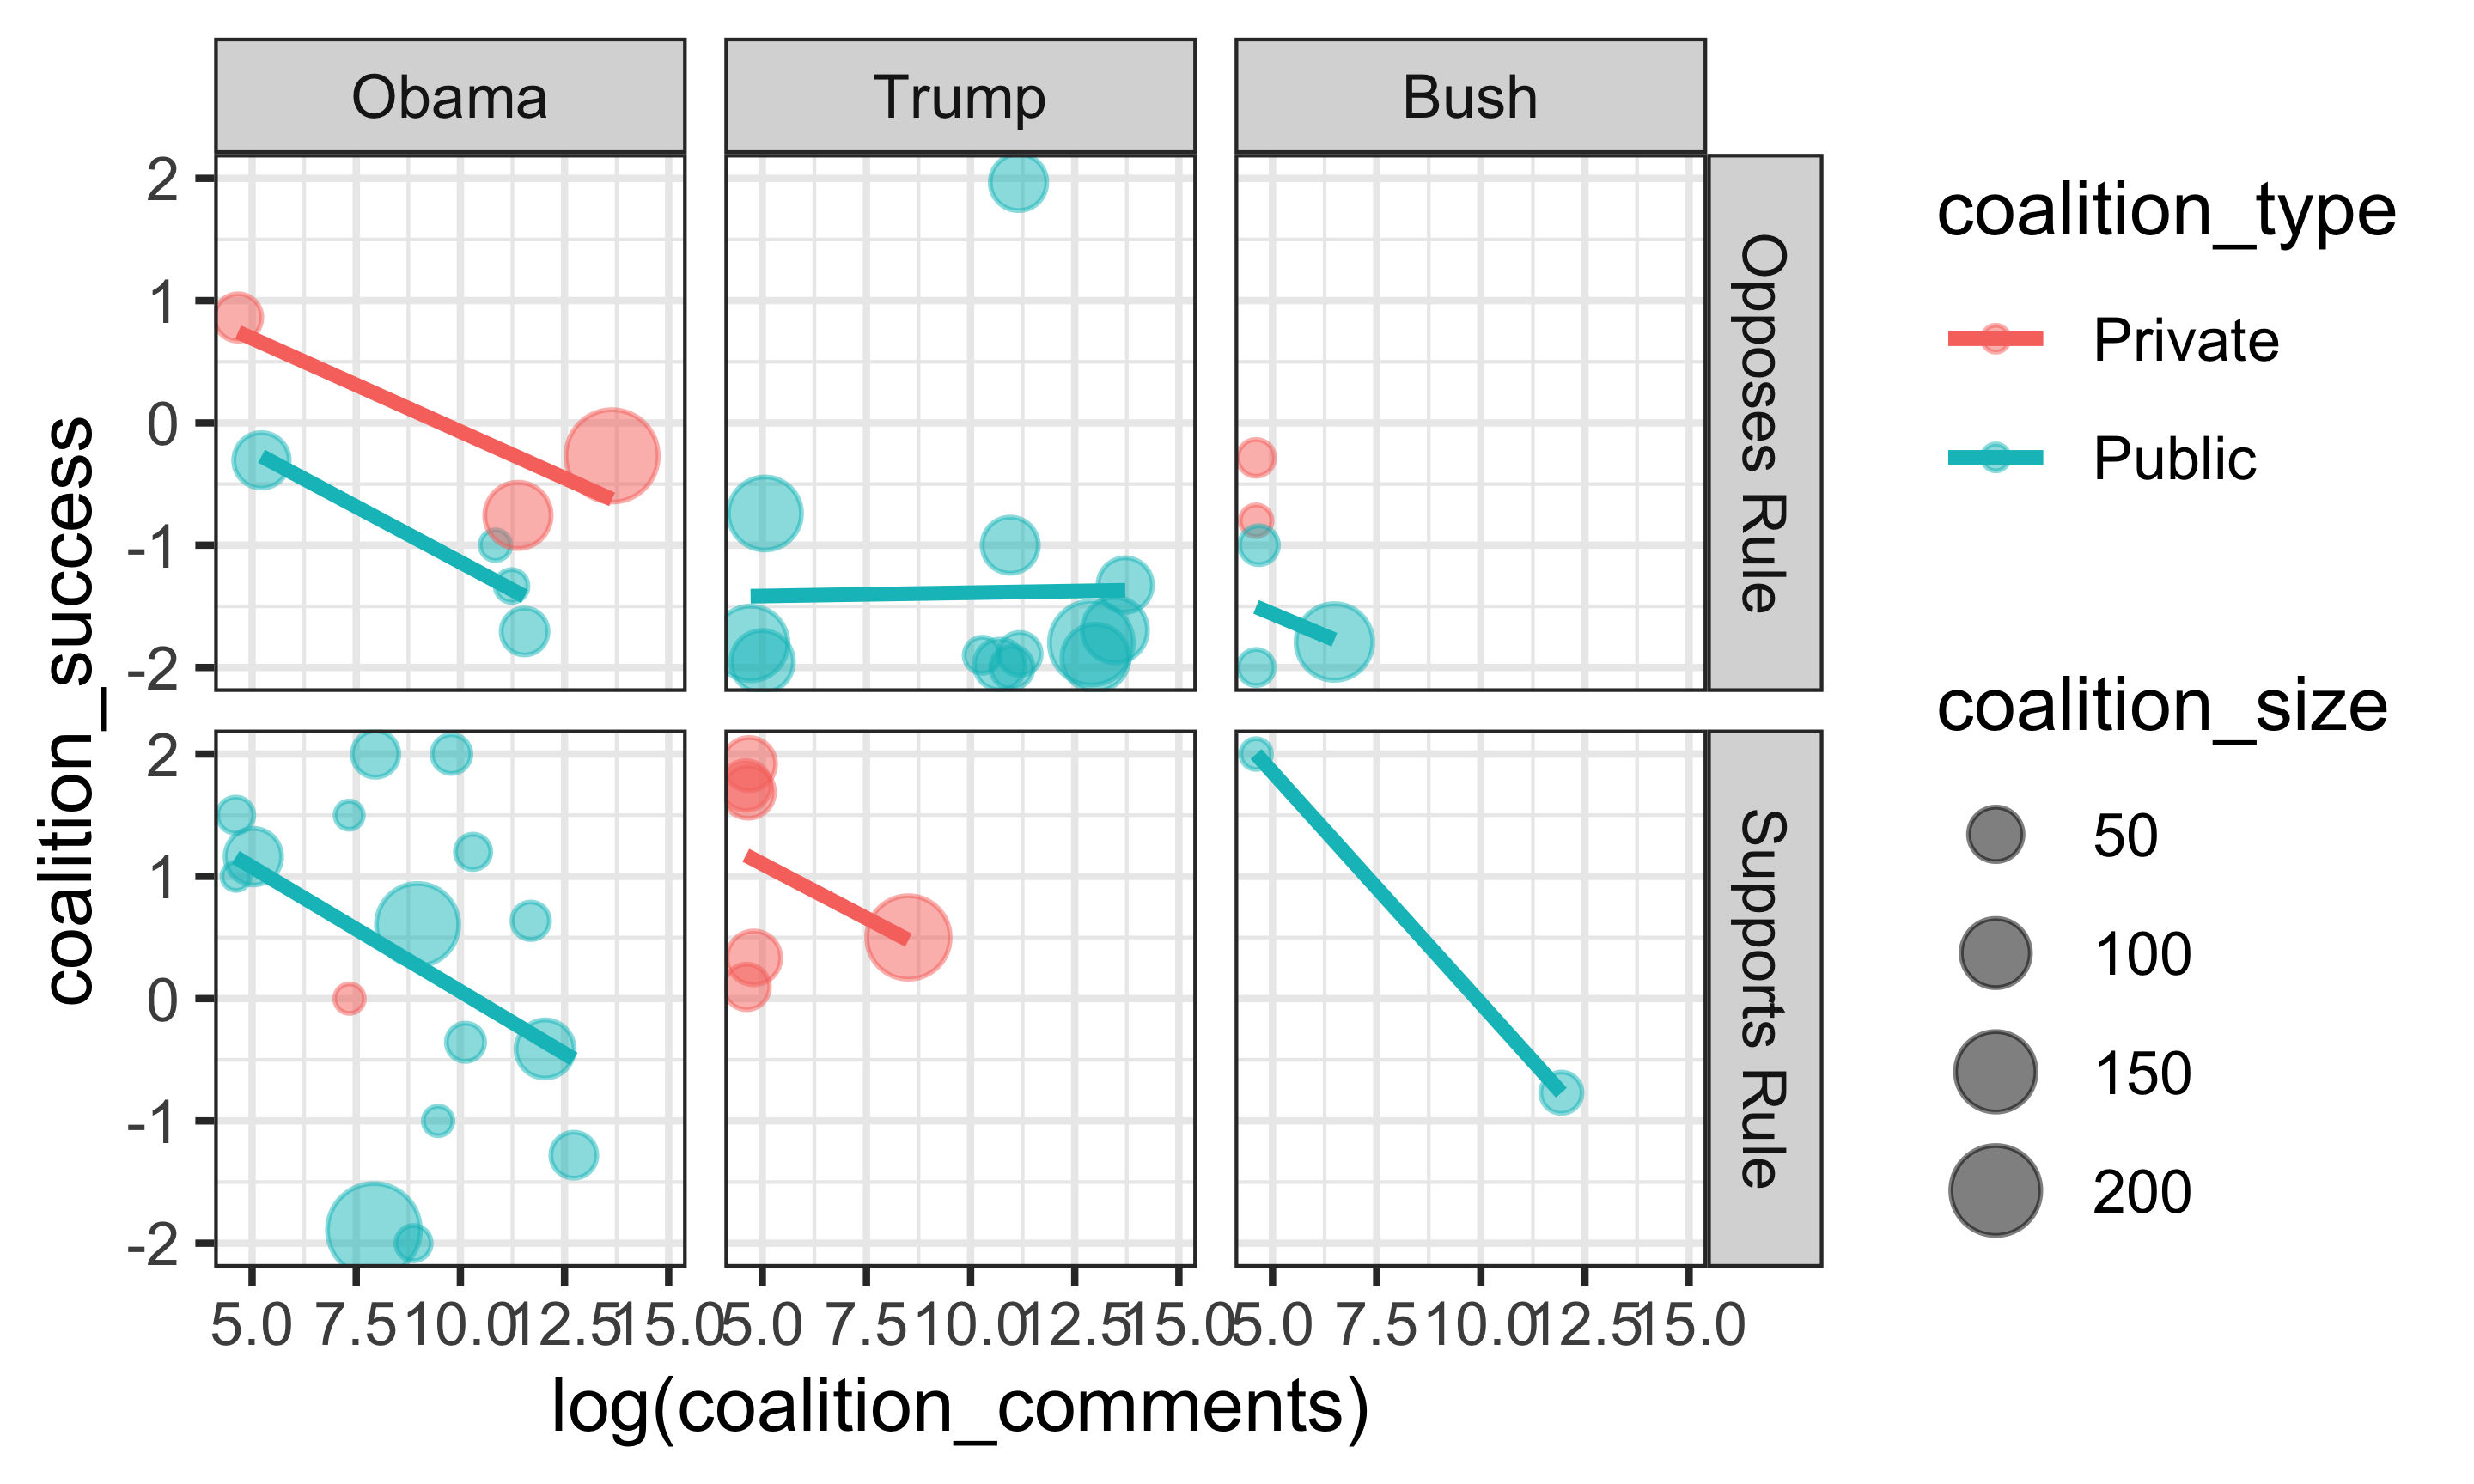 Obama Trump Bush
2
1
0
-1
-2
Opposes Rule
2
1
0
-1
-2
Supports Rule
5.0 7.5 10.0 12.5 15.0 5.0 7.5 10.0 12.5 15.0 5.0 7.5 10.0 12.5 15.0
log(coalition_comments)
coalition_success
coalition_type
Private
Public
coalition_size
50
100
150
200